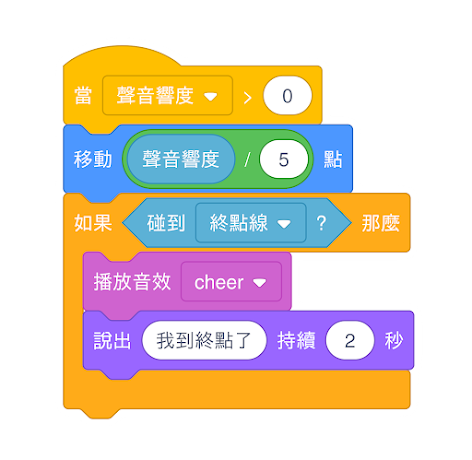 當 聲音響度 > 0
移動 聲音響度 / 5 點
如果 碰到 終點線 ? 那麼
播放音效 cheer
說出 我到終點了 持續 2 秒